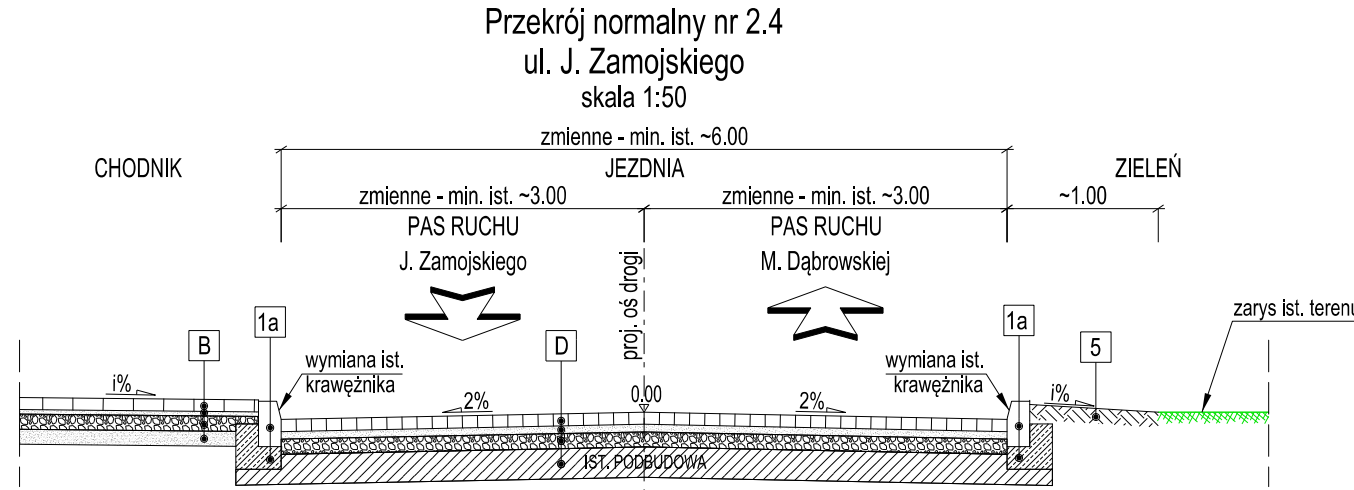 Przekrój normalny nr 2.4
ul. J. Zamojskiego
skala 1:50
zmienne - min. ist. ~6.00
CHODNIK
JEZDNIA
ZIELEŃ
zmienne - min. ist. ~3.00
zmienne - min. ist. ~3.00
~1.00
PAS RUCHU
J. Zamojskiego
PAS RUCHU
M. Dąbrowskiej
proj. oś drogi
zarys ist. terenu
1a
1a
B
D
5
wymiana ist.
krawężnika
wymiana ist.
krawężnika
i%
2%
0.00
2%
i%
IST. PODBUDOWA